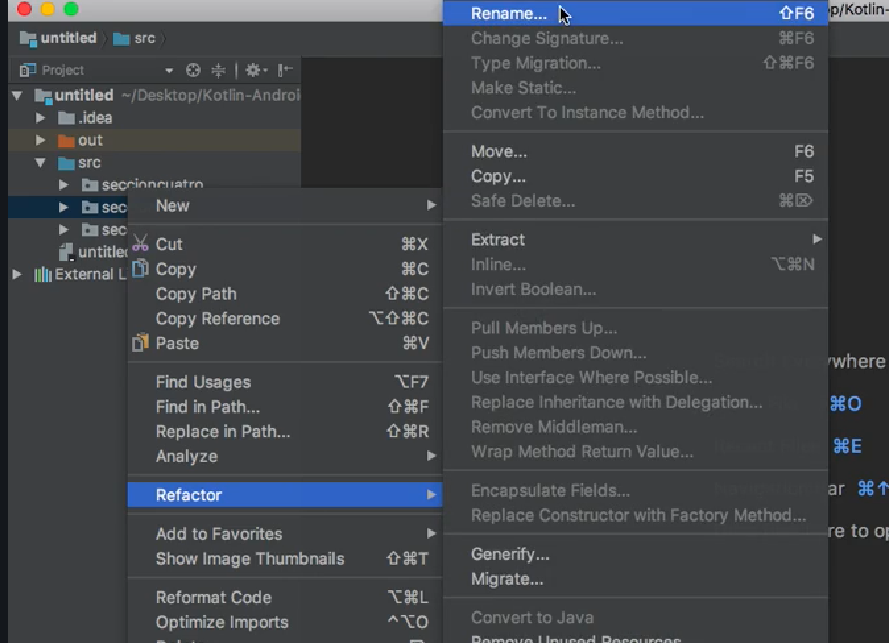 Rename... ⇧F6
op/Kotlin-
untitled src
Change Signature... ⌘F6
Project
Type Migration... ⇧⌘F6
untitled ~/Desktop/Kotlin-Androi
Make Static...
.idea
Convert To Instance Method...
out
src
Move... F6
seccioncuatro
Copy... F5
sec
Safe Delete... ⌘⌦
sec
untitled
External L
New
Cut ⌘X
Copy ⌘C
Copy Path ⇧⌘C
Copy Reference ⌥⇧⌘C
Paste ⌘V
Find Usages ⌥F7
Find in Path... ⇧⌘F
Replace in Path... ⇧⌘R
Analyze
Refactor
Add to Favorites
Show Image Thumbnails ⇧⌘T
Reformat Code ⌥⌘L
Optimize Imports ^⌥O
Extract
Inline... ⌥⌘N
Invert Boolean...
Pull Members Up...
Push Members Down...
Use Interface Where Possible...
Replace Inheritance with Delegation...
Remove Middleman...
Wrap Method Return Value...
Encapsulate Fields...
Replace Constructor with Factory Method...
Generify...
Migrate...
Convert to Java
Remove Unused Resources
ywhere
⌘O
⌘E
ar ⌘↑
re to op